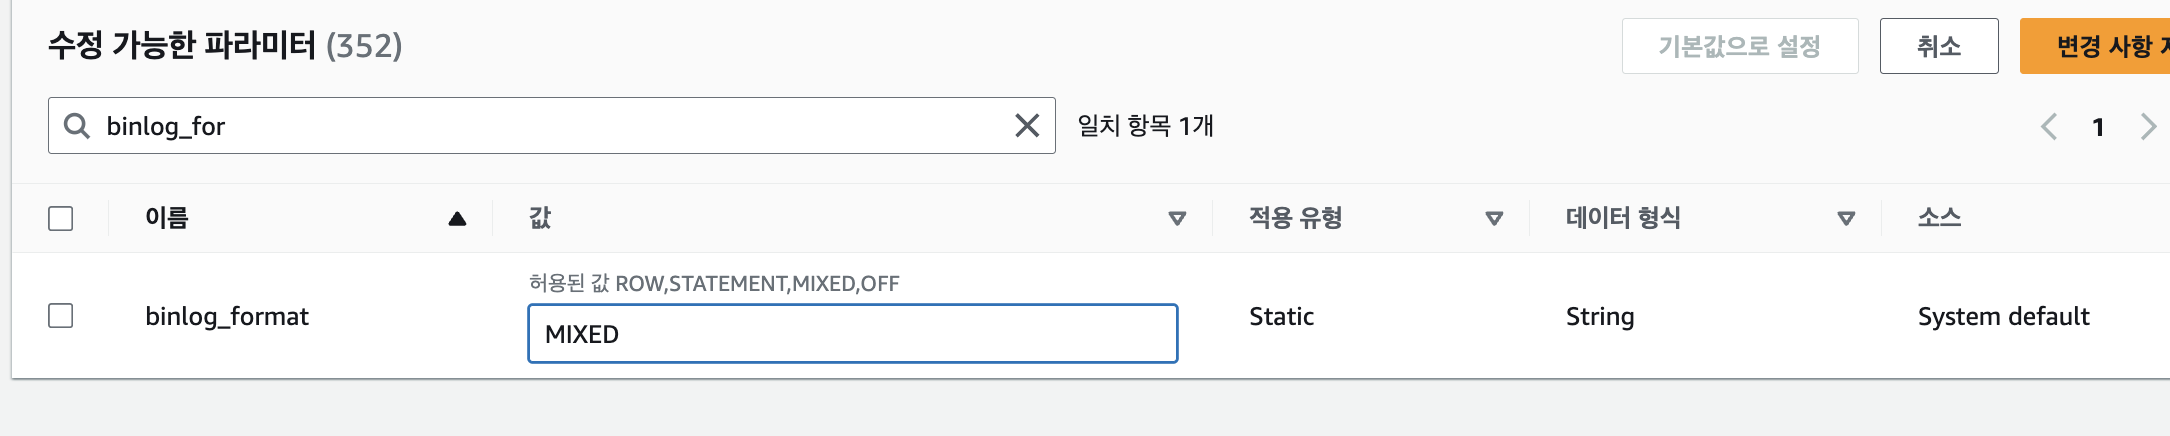 수정 가능한 파라미터 (352)
기본값으로 설정
취소
변경 사항
binlog_for
일치 항목 1개
1
이름 값 적용 유형 데이터 형식 소스
허용된 값 ROW,STATEMENT,MIXED,OFF
binlog_format MIXED Static String System default